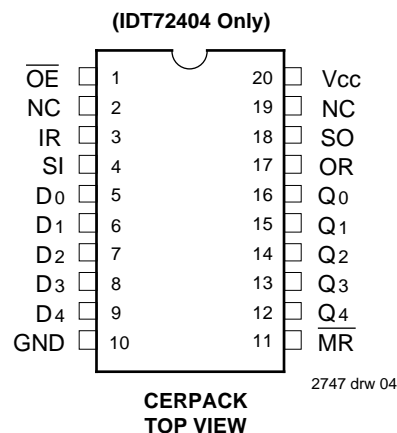 (IDT72404 Only)
O̅E̅ 1 20 Vcc
NC 2 19 NC
IR 3 18 SO
SI 4 17 OR
D0 5 16 Q0
D1 6 15 Q1
D2 7 14 Q2
D3 8 13 Q3
D4 9 12 Q4
GND 10 11 M̅R̅
2747 drw 04
CERPACK
TOP VIEW